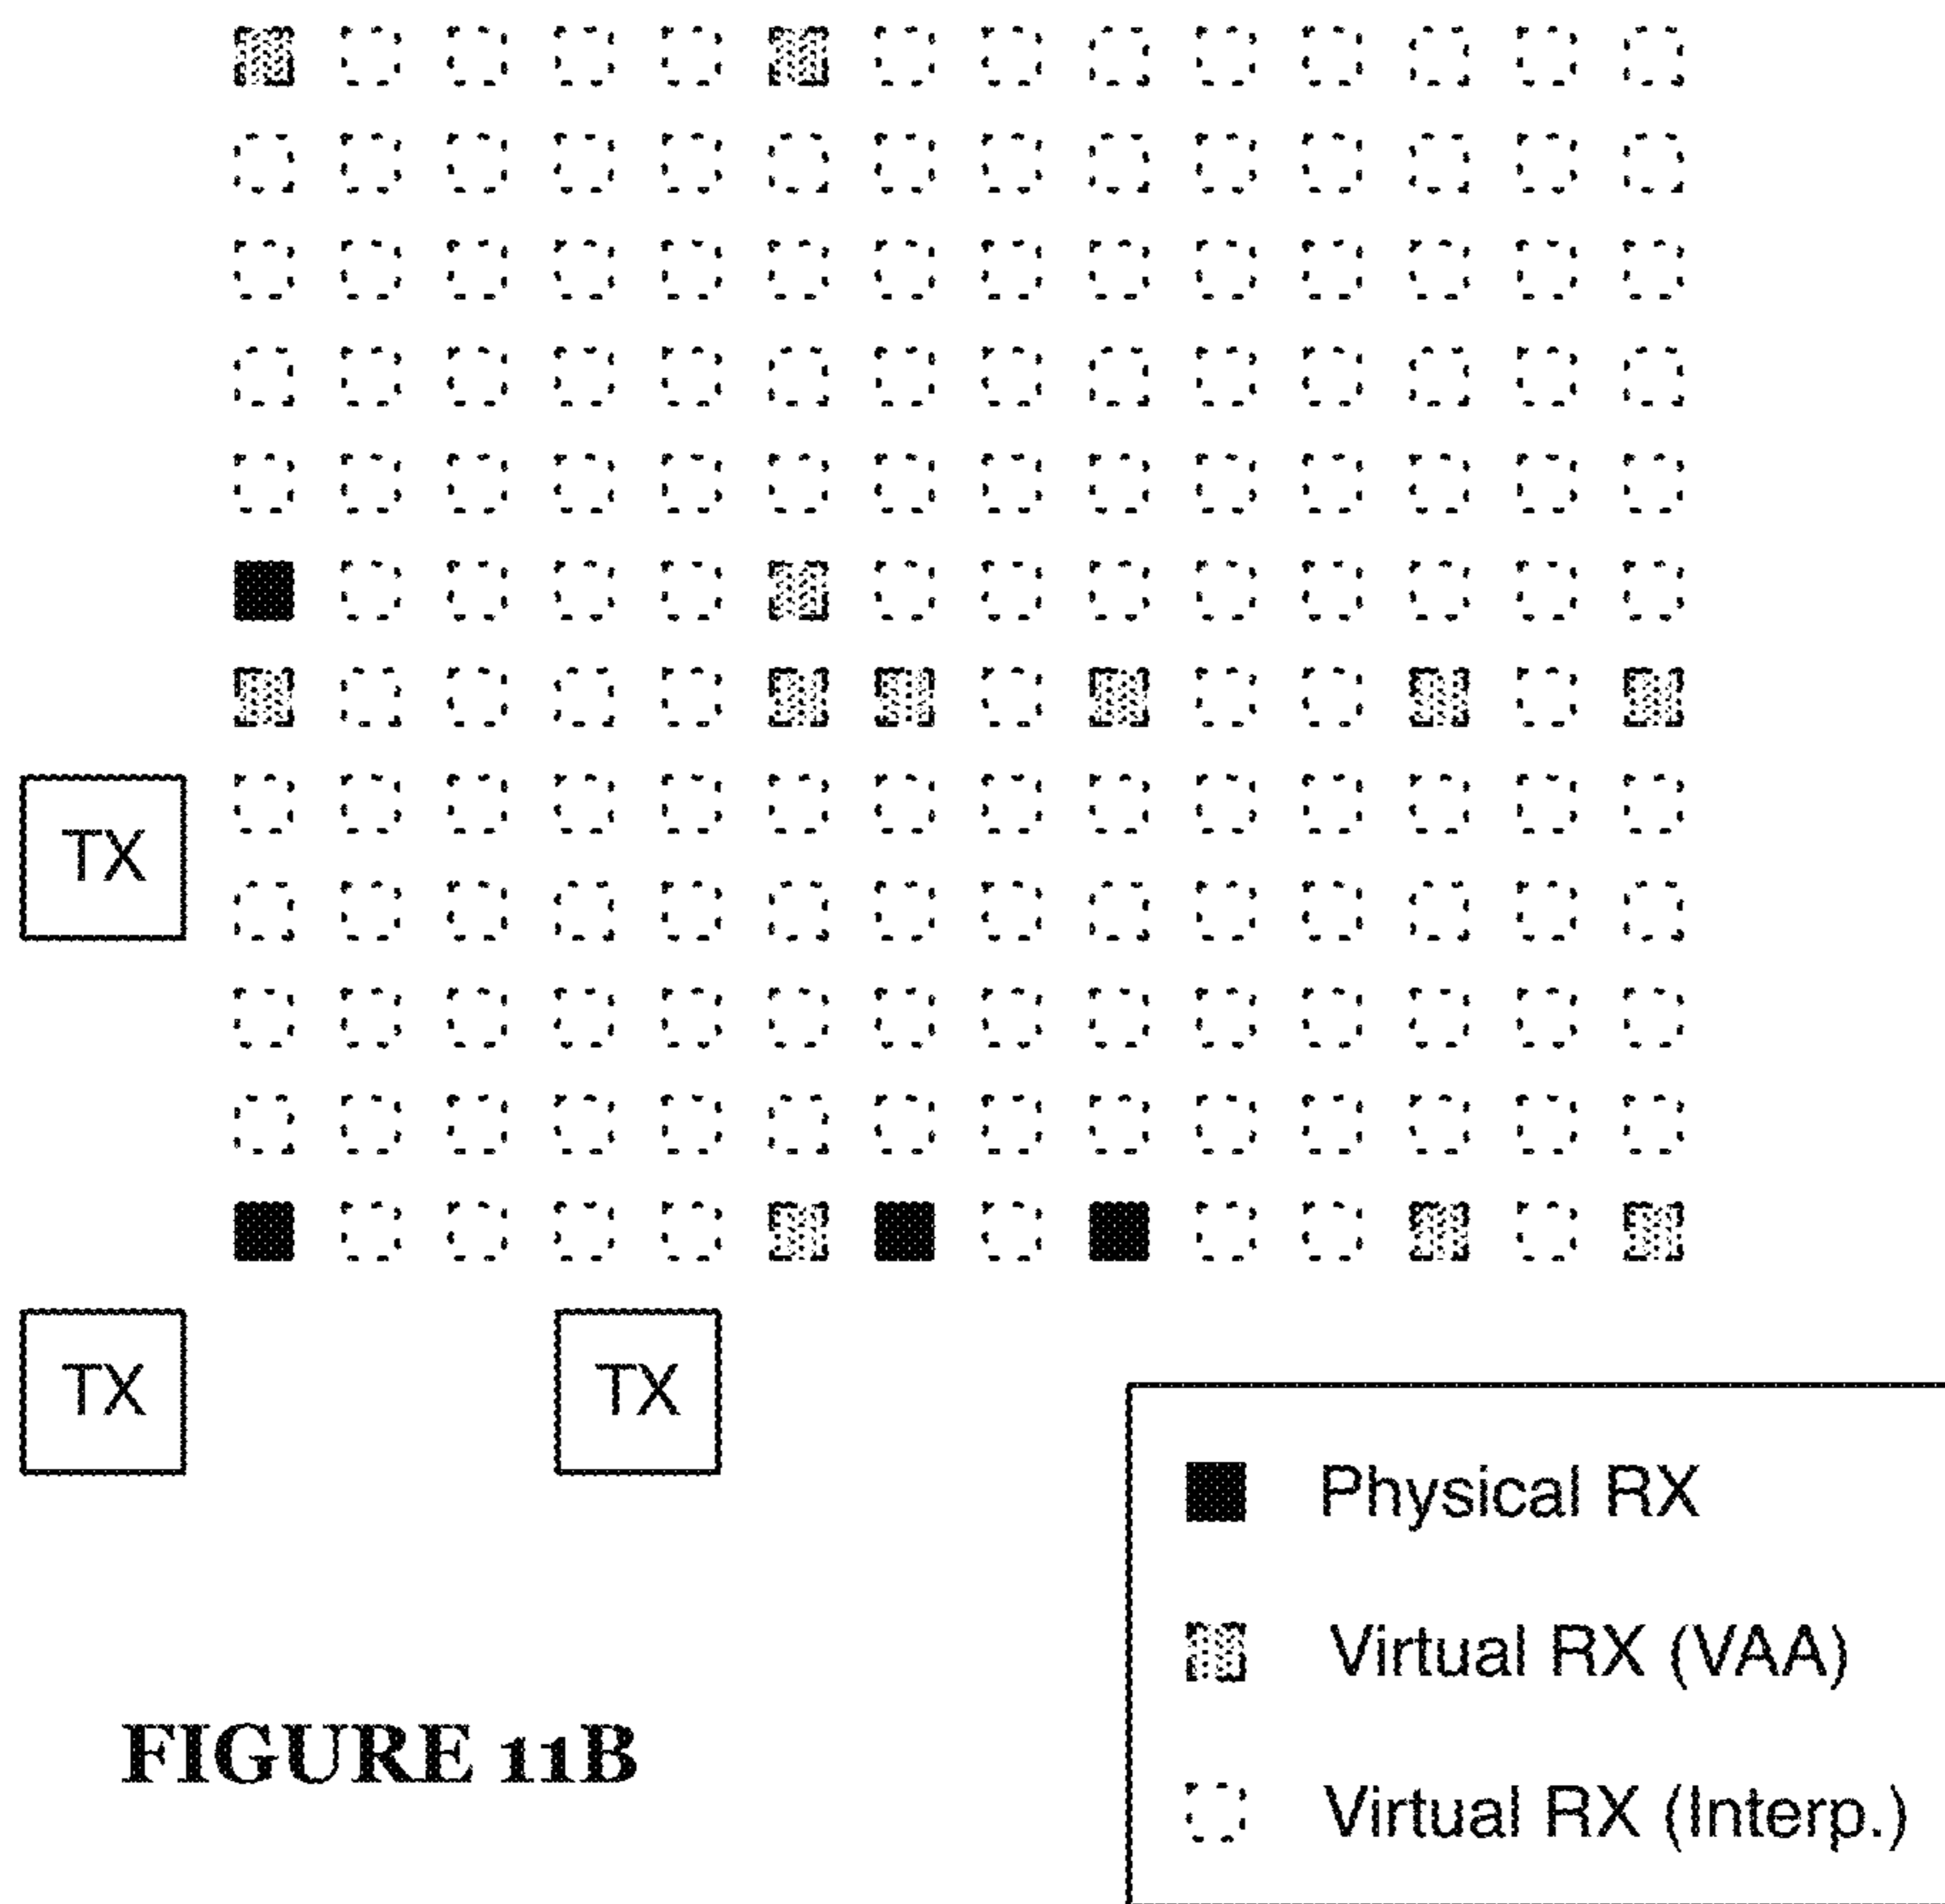 TX
TX
TX
Physical RX
Virtual RX (VAA)
Virtual RX (Interp.)
FIGURE 11B